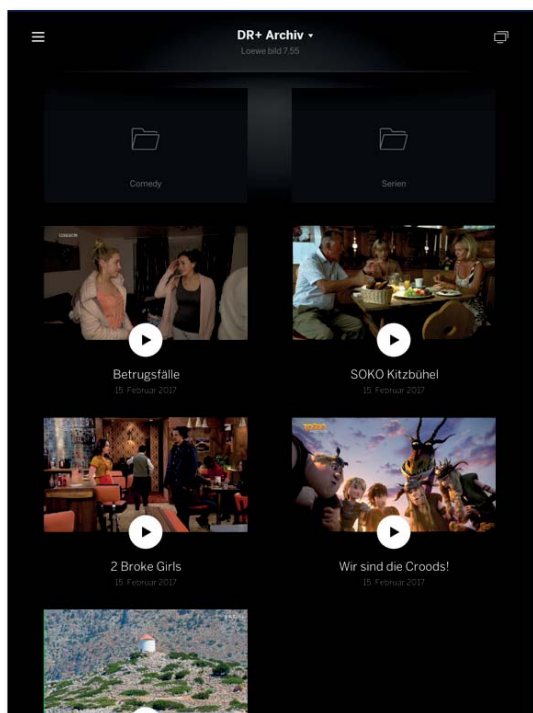 DR+ Archiv
Loewe bild 7.55
Comedy
Serien
Betrugsfälle
15. Februar 2017
SOKO Kitzbühel
15. Februar 2017
2 Broke Girls
15. Februar 2017
Wir sind die Croods!
15. Februar 2017